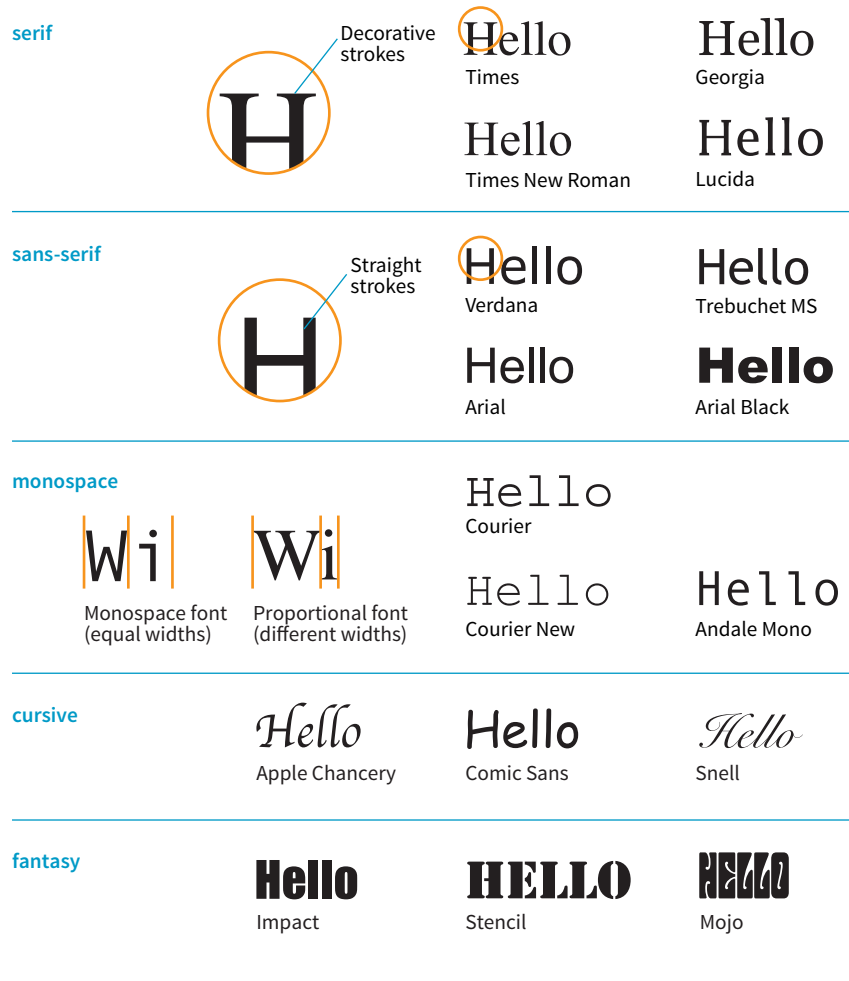 serif
Decorative
strokes
H
Hello
Times
Hello
Georgia
Hello
Times New Roman
Hello
Lucida
sans-serif
Straight
strokes
H
Hello
Verdana
Hello
Trebuchet MS
Hello
Arial
Hello
Arial Black
monospace
Wi
Monospace font
(equal widths)
Wi
Proportional font
(different widths)
Hello
Courier
Hello
Courier New
Hello
Andale Mono
cursive
Hello
Apple Chancery
Hello
Comic Sans
Hello
Snell
fantasy
Hello
Impact
HELLO
Stencil
HELLO
Mojo